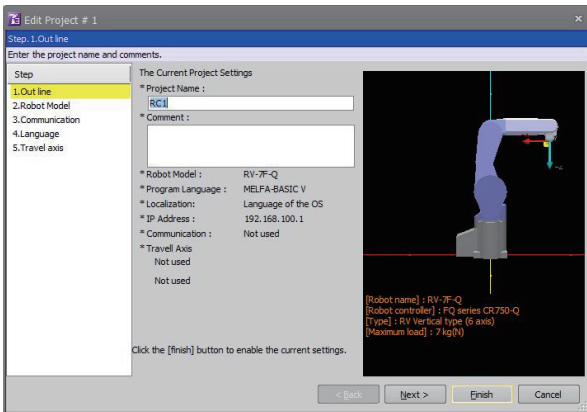 Edit Project # 1
Step. 1.Out line
Enter the project name and comments.
Step
1.Out line
2.Robot Model
3.Communication
4.Language
5.Travel axis
The Current Project Settings
* Project Name :
RC1
* Comment :
* Robot Model : RV-7F-Q
* Program Language : MELFA-BASIC V
* Localization: Language of the OS
* IP Address : 192.168.100.1
* Communication : Not used
* Travell Axis
Not used
Not used
[Robot name] : RV-7F-Q
[Robot controller] : FQ series CR750-Q
[Type] : RV Vertical type (6 axis)
[Maximum load] : 7 kg(N)
Click the [finish] button to enable the current settings.
< Back Next > Finish Cancel